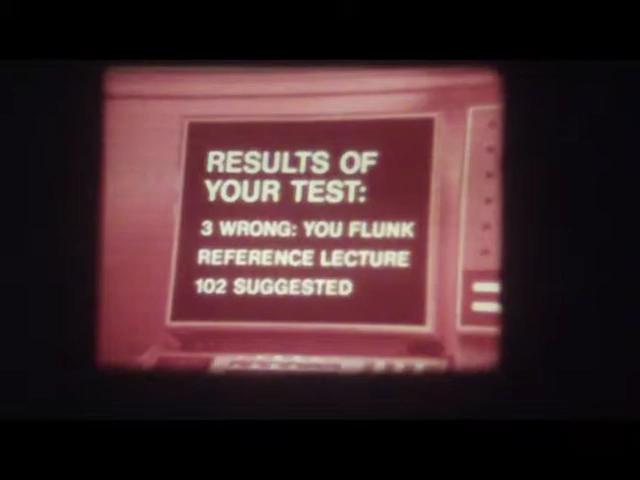 RESULTS OF
YOUR TEST:
3 WRONG: YOU FLUNK
REFERENCE LECTURE
102 SUGGESTED